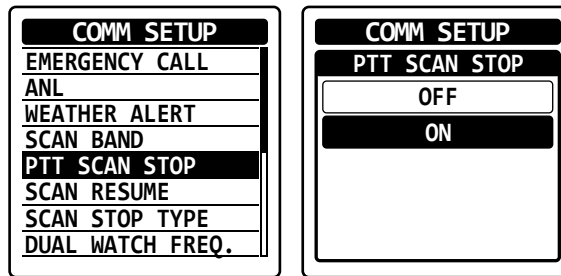 COMM SETUP
EMERGENCY CALL
ANL
WEATHER ALERT
SCAN BAND
PTT SCAN STOP
SCAN RESUME
SCAN STOP TYPE
DUAL WATCH FREQ.
COMM SETUP
PTT SCAN STOP
OFF
ON